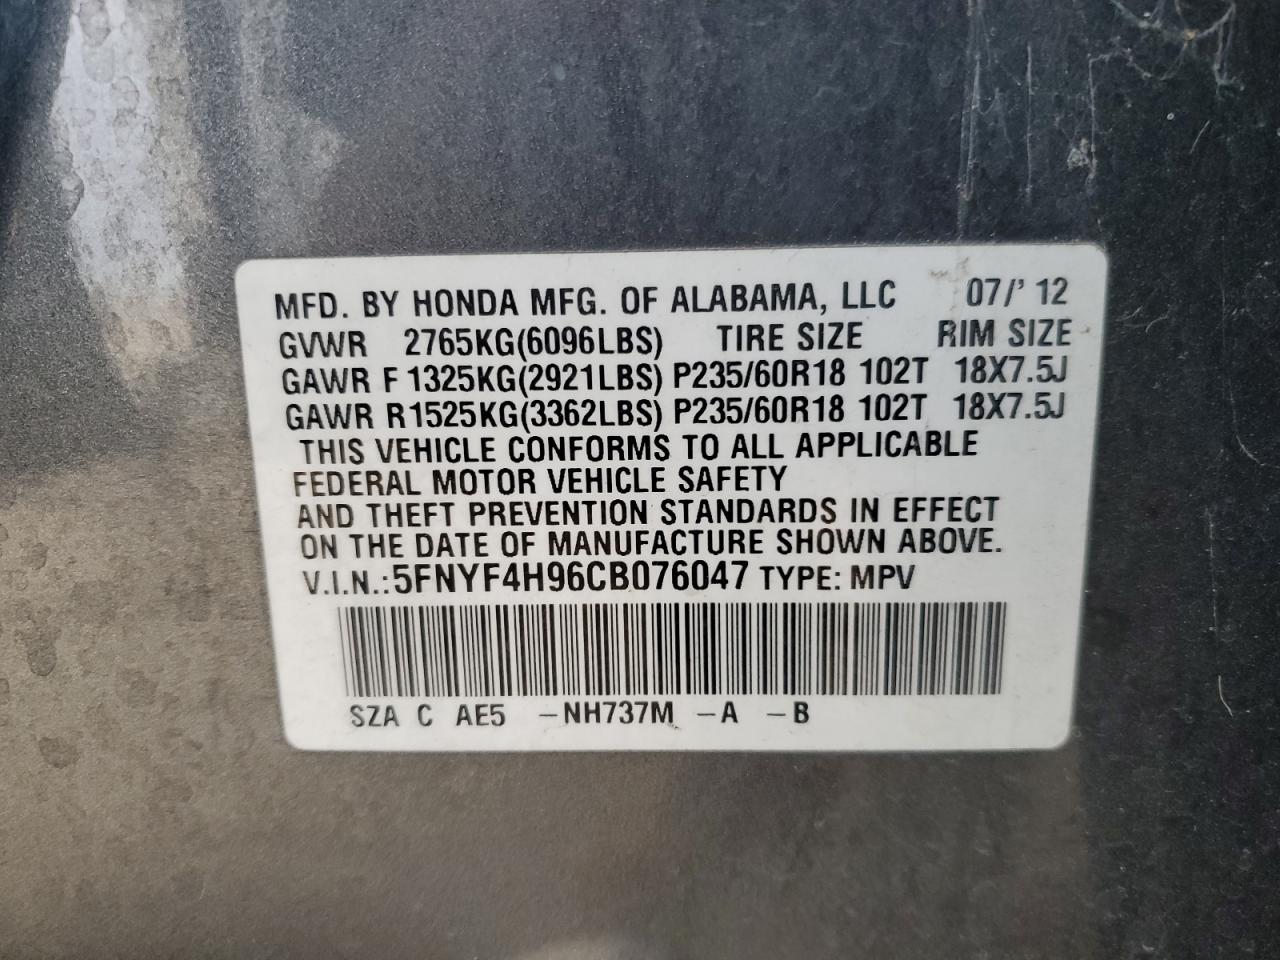 MFD. BY HONDA MFG. OF ALABAMA, LLC 07/'12
GVWR 2765KG(6096LBS) TIRE SIZE RIM SIZE
GAWR F 1325KG(2921LBS) P235/60R18 102T 18X7.5J
GAWR R1525KG(3362LBS) P235/60R18 102T 18X7.5J
THIS VEHICLE CONFORMS TO ALL APPLICABLE
FEDERAL MOTOR VEHICLE SAFETY
AND THEFT PREVENTION STANDARDS IN EFFECT
ON THE DATE OF MANUFACTURE SHOWN ABOVE.
V.I.N.:5FNYF4H96CB076047 TYPE: MPV
SZA C AE5 -NH737M -A -B